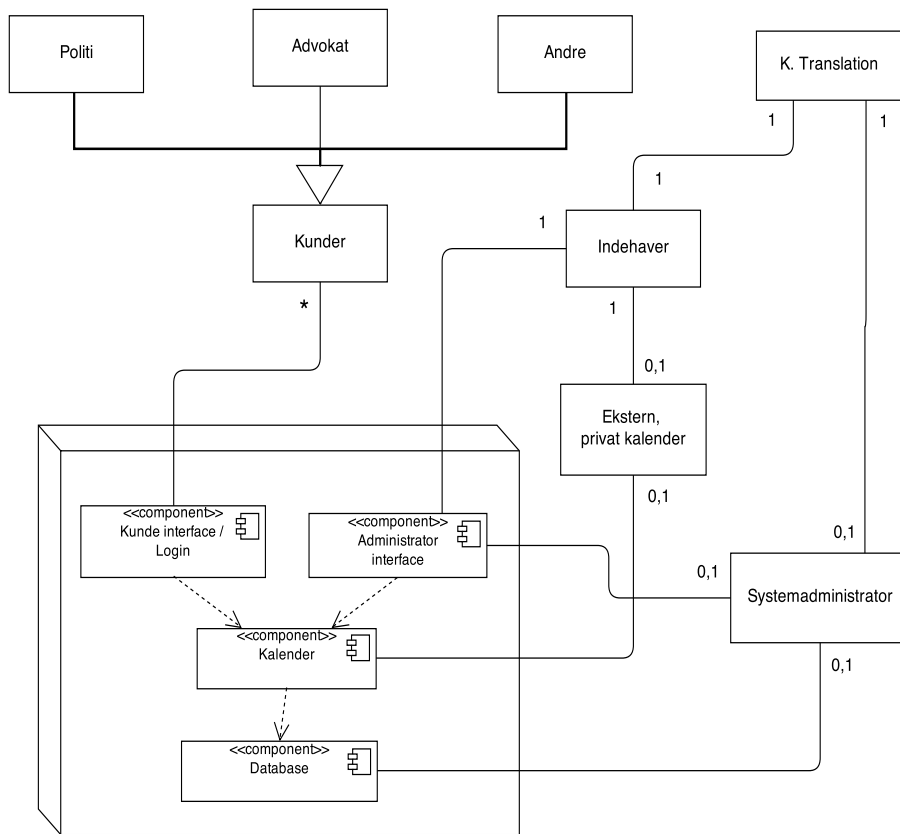 Politi
Advokat
Andre
K. Translation
1
1
1
1
Kunder
Indehaver
*
1
0,1
Ekstern,
privat kalender
0,1
<<component>>
Kunde interface /
Login
<<component>>
Administrator
interface
0,1
0,1
Systemadministrator
<<component>>
Kalender
0,1
<<component>>
Database